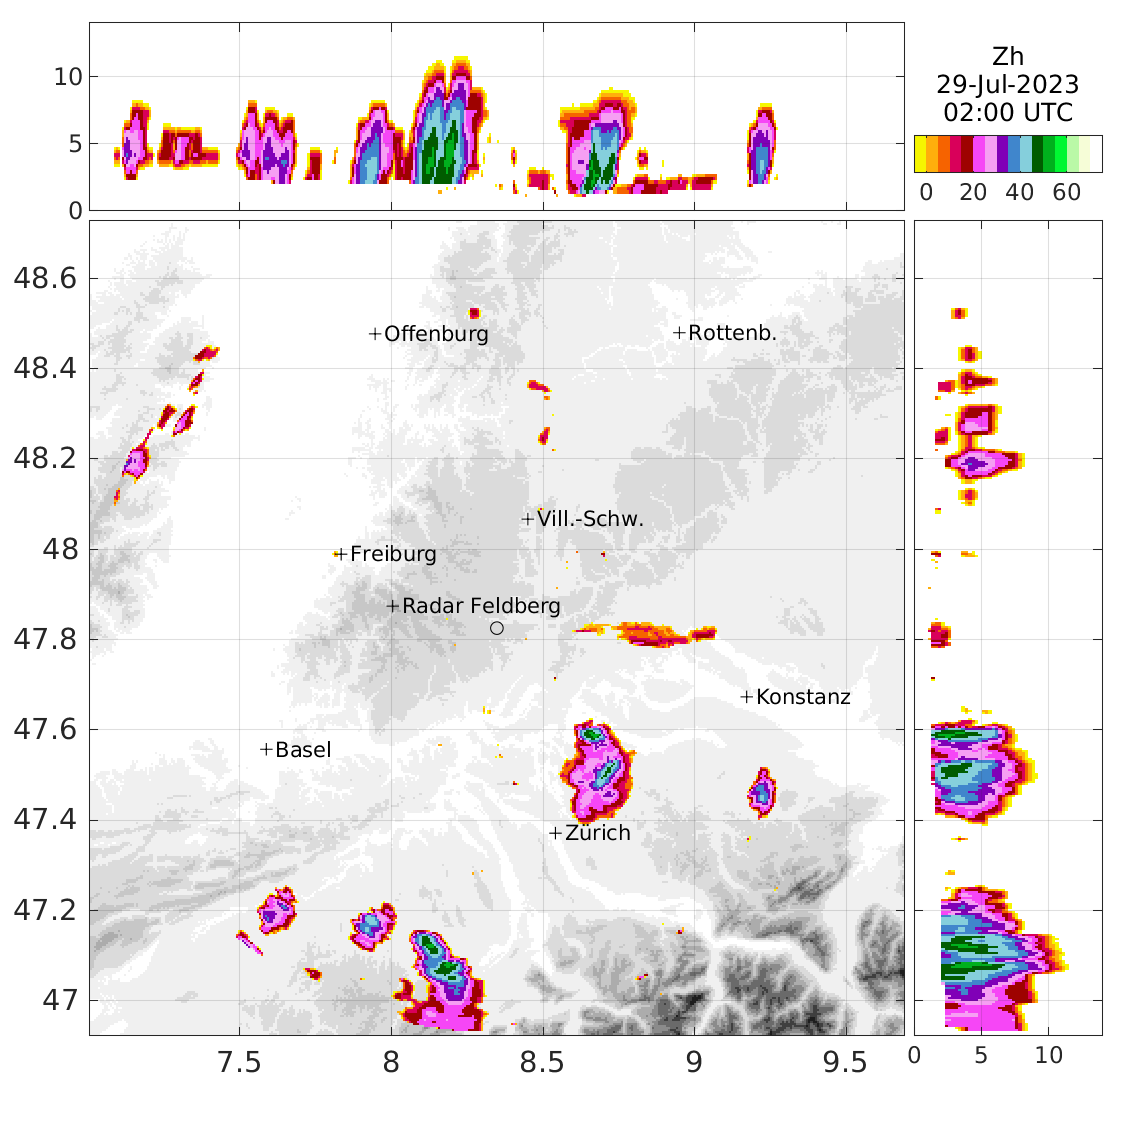 10
5
0
Zh
29-Jul-2023
02:00 UTC
0 20 40 60
48.6
48.4
48.2
48
47.8
47.6
47.4
47.2
47
+Offenburg
+Rottenb.
+Vill.-Schw.
+Freiburg
+Radar Feldberg
+Konstanz
+Basel
+Zürich
7.5 8 8.5 9 9.5
0 5 10